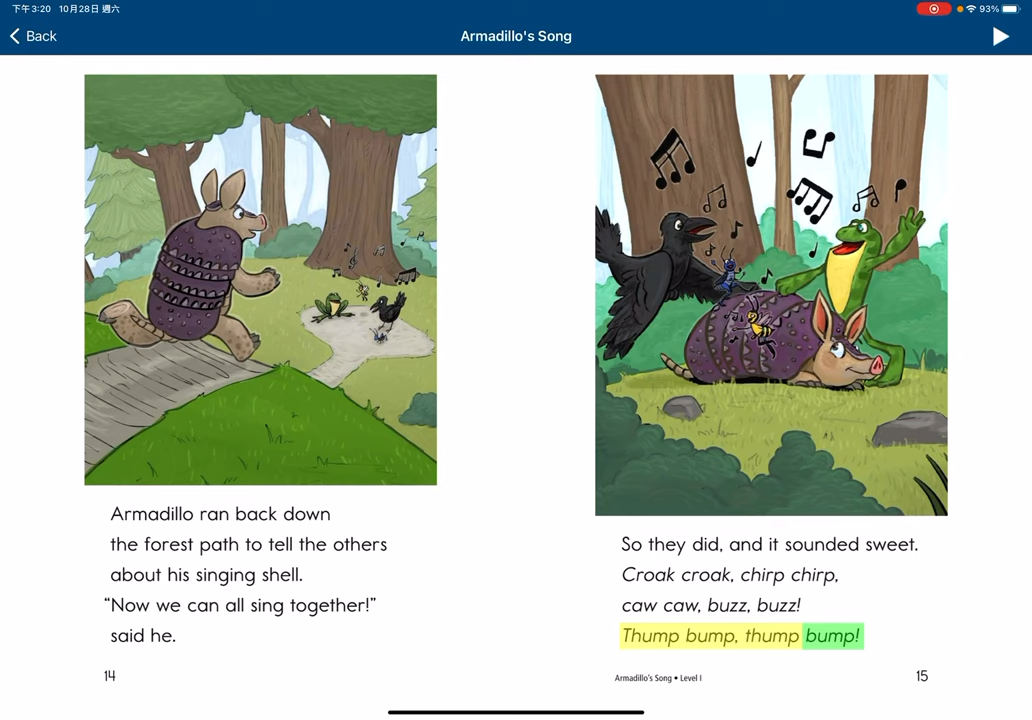 下午3:20 10月28日 週六
93%
Back
Armadillo's Song
Armadillo ran back down
the forest path to tell the others
about his singing shell.
“Now we can all sing together!”
said he.
14
So they did, and it sounded sweet.
Croak croak, chirp chirp,
caw caw, buzz, buzz!
Thump bump, thump bump!
Armadillo’s Song • Level I
15